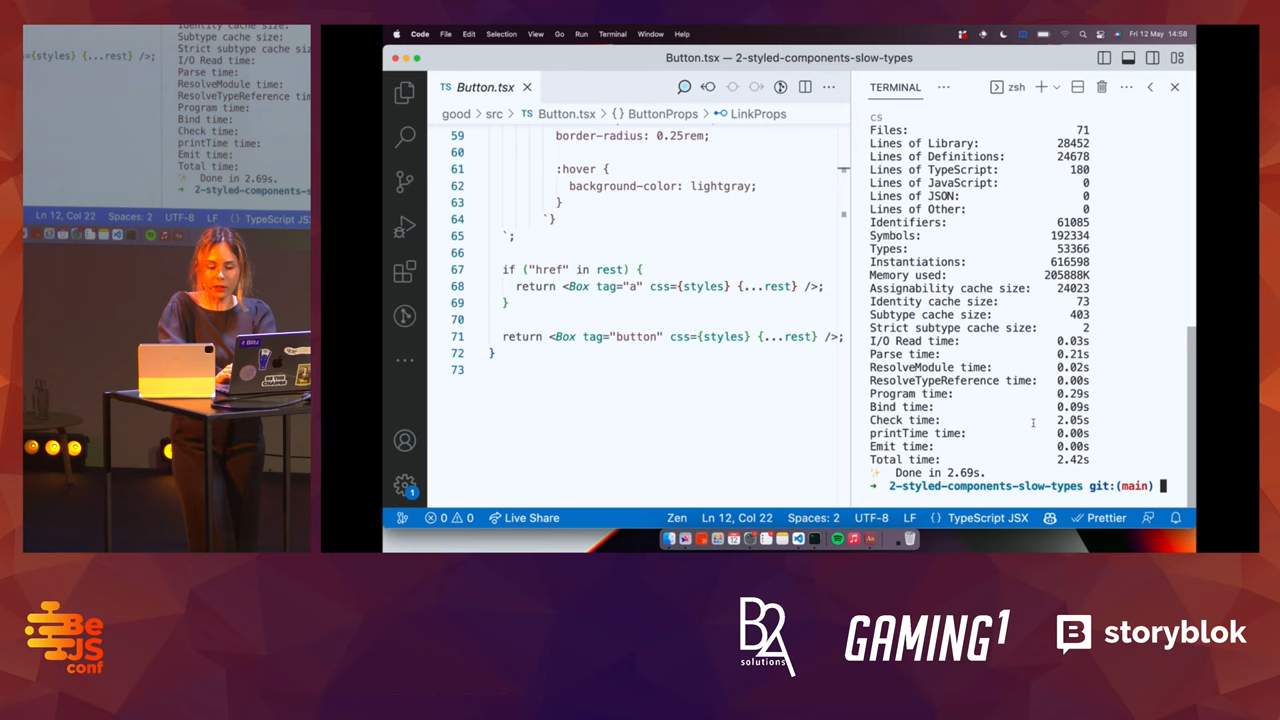 Subtype cache size:
Strict subtype cache siz
={styles} {...rest} />;
I/O Read time:
Parse time:
ResolveModule time:
ResolveTypeReference time:
Program time:
Bind time:
Check time:
printTime time:
Emit time:
Total time:
✨ Done in 2.69s.
➜ 2-styled-components
Ln 12, Col 22 Spaces: 2 UTF-8 LF {} TypeScript JSX
Blitz
Code File Edit Selection View Go Run Terminal Window Help Fri 12 May 14:58
Button.tsx — 2-styled-components-slow-types
TS Button.tsx
good > src > TS Button.tsx > {} ButtonProps > LinkProps
59 border-radius: 0.25rem;
60
61 :hover {
62 background-color: lightgray;
63 }
64 `}
65 `;
66
67 if ("href" in rest) {
68 return <Box tag="a" css={styles} {...rest} />;
69 }
70
71 return <Box tag="button" css={styles} {...rest} />;
72 }
73
TERMINAL ... zsh
cs
Files: 71
Lines of Library: 28452
Lines of Definitions: 24678
Lines of TypeScript: 180
Lines of JavaScript: 0
Lines of JSON: 0
Lines of Other: 0
Identifiers: 61085
Symbols: 192334
Types: 53366
Instantiations: 616598
Memory used: 205888K
Assignability cache size: 24023
Identity cache size: 73
Subtype cache size: 403
Strict subtype cache size: 2
I/O Read time: 0.03s
Parse time: 0.21s
ResolveModule time: 0.02s
ResolveTypeReference time: 0.00s
Program time: 0.29s
Bind time: 0.09s
Check time: 2.05s
printTime time: 0.00s
Emit time: 0.00s
Total time: 2.42s
✨ Done in 2.69s.
➜ 2-styled-components-slow-types git:(main)
1
0 0 Live Share Zen Ln 12, Col 22 Spaces: 2 UTF-8 LF {} TypeScript JSX Prettier
BeJS
conf
B2A
solutions
GAMING1
storyblok